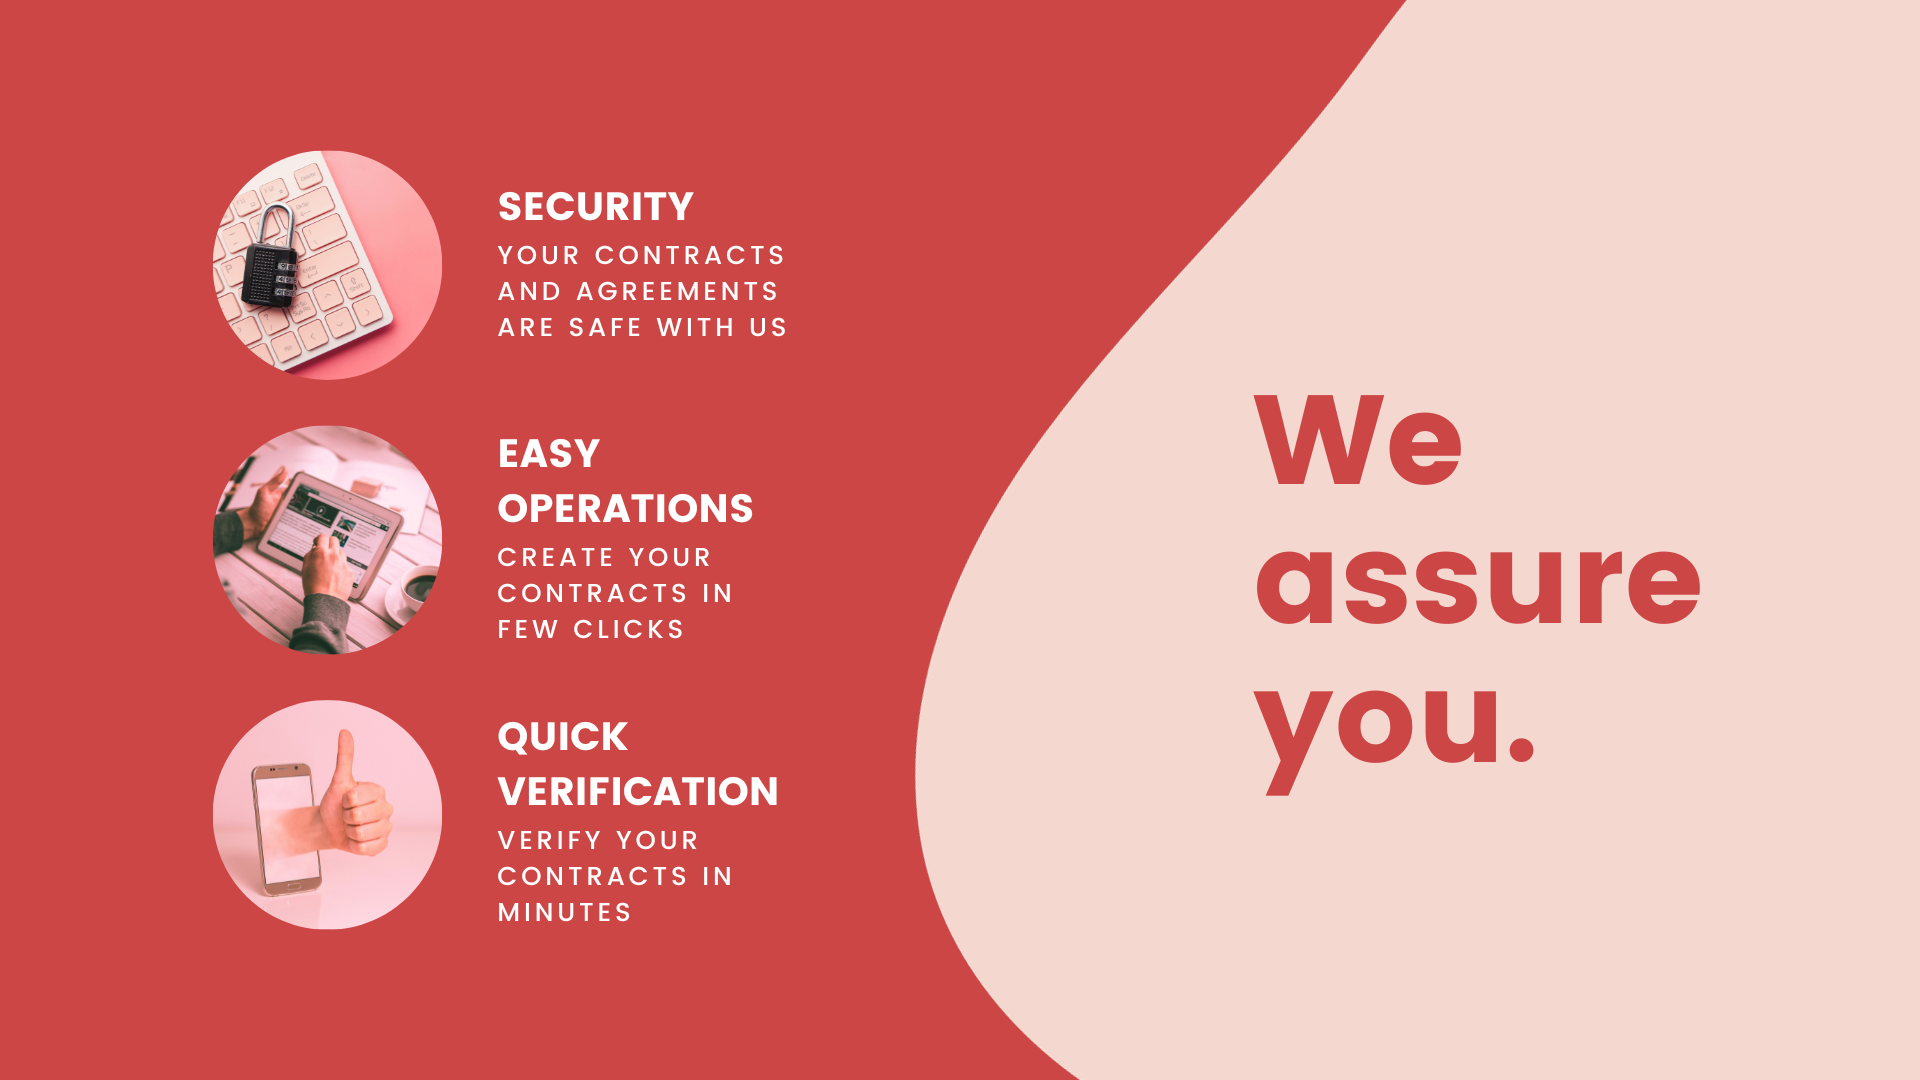 SECURITY
YOUR CONTRACTS
AND AGREEMENTS
ARE SAFE WITH US
EASY
OPERATIONS
CREATE YOUR
CONTRACTS IN
FEW CLICKS
QUICK
VERIFICATION
VERIFY YOUR
CONTRACTS IN
MINUTES
We
assure
you.